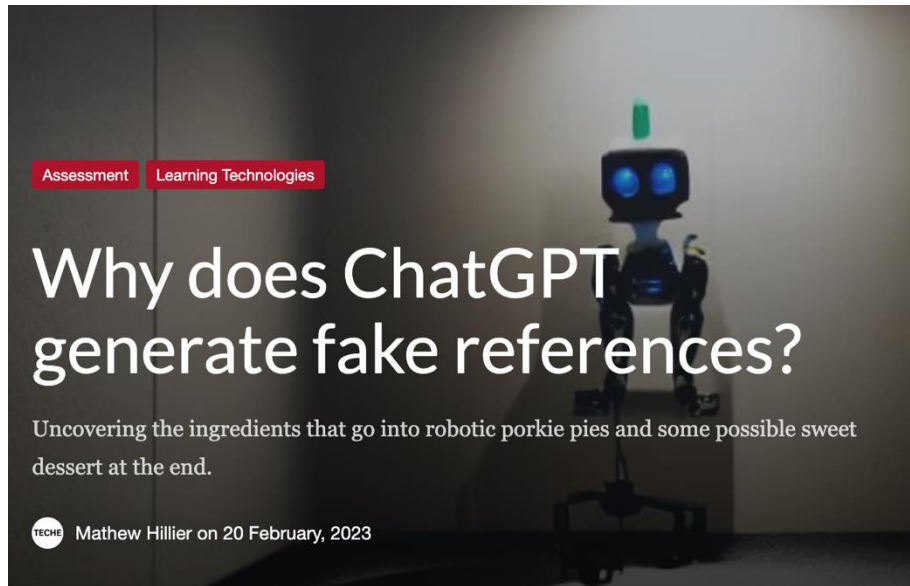 Assessment Learning Technologies
Why does ChatGPT
generate fake references?
Uncovering the ingredients that go into robotic porkie pies and some possible sweet
dessert at the end.
TECHE Mathew Hillier on 20 February, 2023